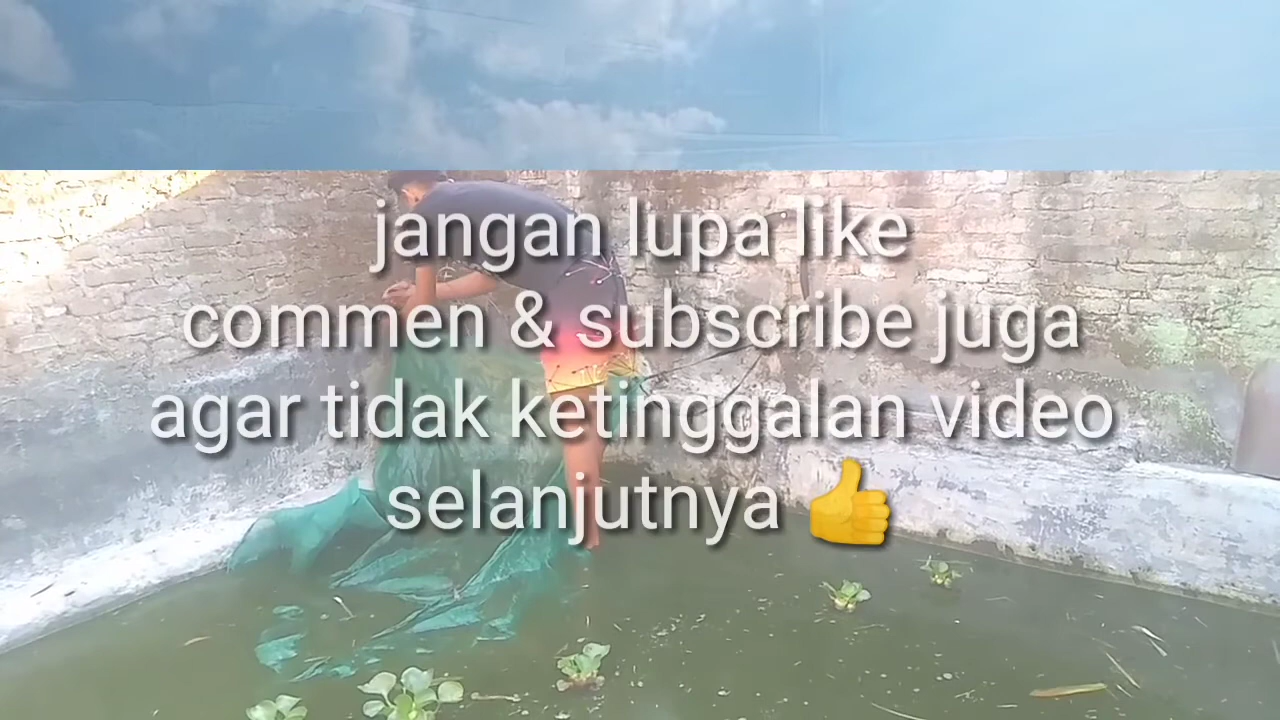 jangan lupa like
commen & subscribe juga
agar tidak ketinggalan video
selanjutnya 👍